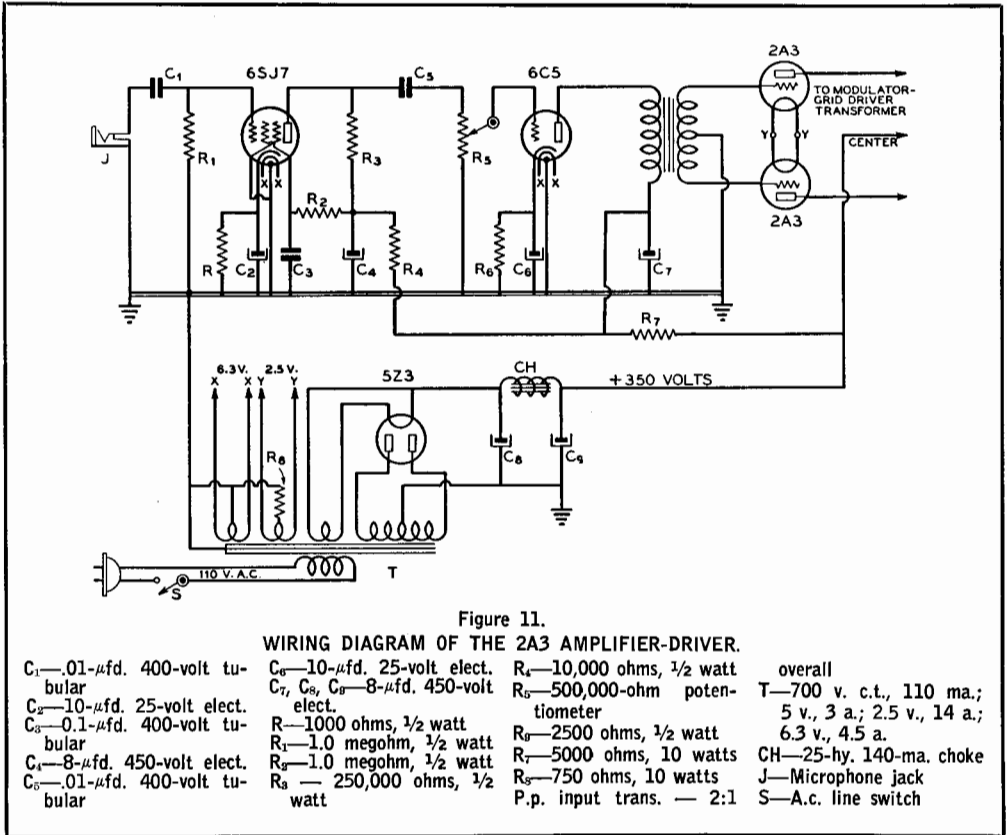 C₁
6SJ7
C₅
6C5
2A3
TO MODULATOR-
GRID DRIVER
TRANSFORMER
J
R₁
R₃
R₅
Y Y
CENTER
X X
X X
R₂
2A3
R
C₂
C₃
C₄
R₄
R₆
C₆
C₇
R₇
6.3 V. 2.5 V.
X X Y Y
5Z3
CH
+350 VOLTS
R₈
C₈
C₉
110 V. A.C.
S
T
Figure 11.
WIRING DIAGRAM OF THE 2A3 AMPLIFIER-DRIVER.
C₁—.01-μfd. 400-volt tu-
bular
C₂—10-μfd. 25-volt elect.
C₃—0.1-μfd. 400-volt tu-
bular
C₄—8-μfd. 450-volt elect.
C₅—.01-μfd. 400-volt tu-
bular
C₆—10-μfd. 25-volt elect.
C₇, C₈, C₉—8-μfd. 450-volt
elect.
R—1000 ohms, ½ watt
R₁—1.0 megohm, ½ watt
R₂—1.0 megohm, ½ watt
R₃ — 250,000 ohms, ½
watt
R₄—10,000 ohms, ½ watt
R₅—500,000-ohm poten-
tiometer
R₆—2500 ohms, ½ watt
R₇—5000 ohms, 10 watts
R₈—750 ohms, 10 watts
P.p. input trans. — 2:1
overall
T—700 v. c.t., 110 ma.;
5 v., 3 a.; 2.5 v., 14 a.;
6.3 v., 4.5 a.
CH—25-hy. 140-ma. choke
J—Microphone jack
S—A.c. line switch